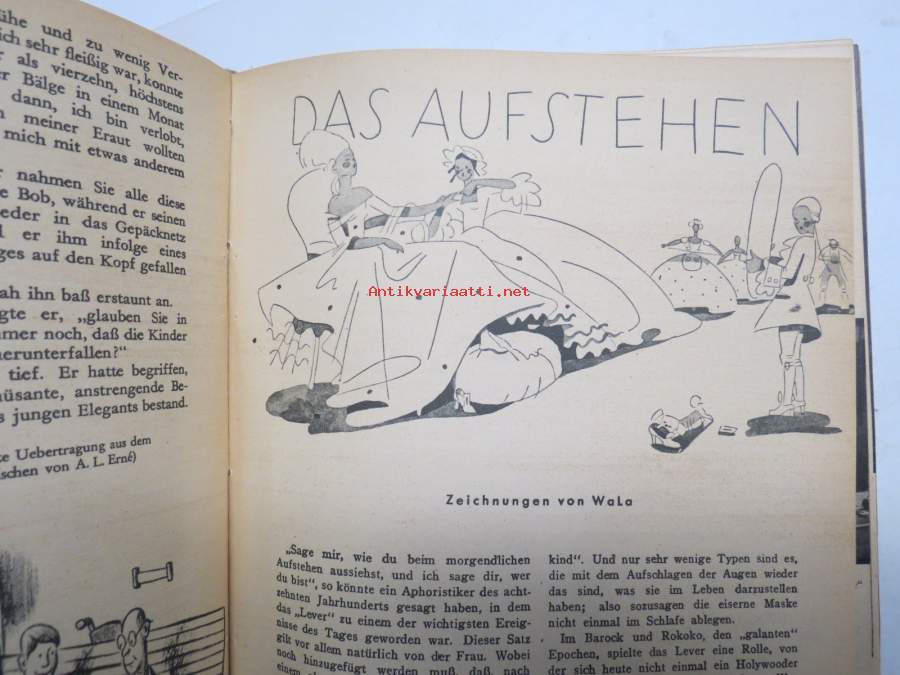 ühe und zu wenig Ver-
ich sehr fleißig war, konnte
r als vierzehn, höchstens
er Bälge in einem Monat
dann, ich bin verlobt,
meiner Eraut wollten
mich mit etwas anderem
r nahmen Sie alle diese
e Bob, während er seinen
eder in das Gepäcknetz
l er ihm infolge eines
ges auf den Kopf gefallen
ah ihn baß erstaunt an.
gte er, „glauben Sie in
mmer noch, daß die Kinder
herunterfallen?“
tief. Er hatte begriffen,
nüsante, anstrengende Be-
s jungen Elegants bestand.
te Uebertragung aus dem
schen von A. L. Erné)
DAS AUFSTEHEN
Antikvariaatti.net
Zeichnungen von WaLa
„Sage mir, wie du beim morgendlichen
Aufstehen aussiehst, und ich sage dir, wer
du bist“, so könnte ein Aphoristiker des acht-
zehnten Jahrhunderts gesagt haben, in dem
das „Lever“ zu einem der wichtigsten Ereig-
nisse des Tages geworden war. Dieser Satz
gilt vor allem natürlich von der Frau. Wobei
noch hinzugefügt werden muß, daß, nach
einem
kind“. Und nur sehr wenige Typen sind es,
die mit dem Aufschlagen der Augen wieder
das sind, was sie im Leben darzustellen
haben; also sozusagen die eiserne Maske
nicht einmal im Schlafe ablegen.
Im Barock und Rokoko, den „galanten“
Epochen, spielte das Lever eine Rolle, von
der sich heute nicht einmal ein Holywooder